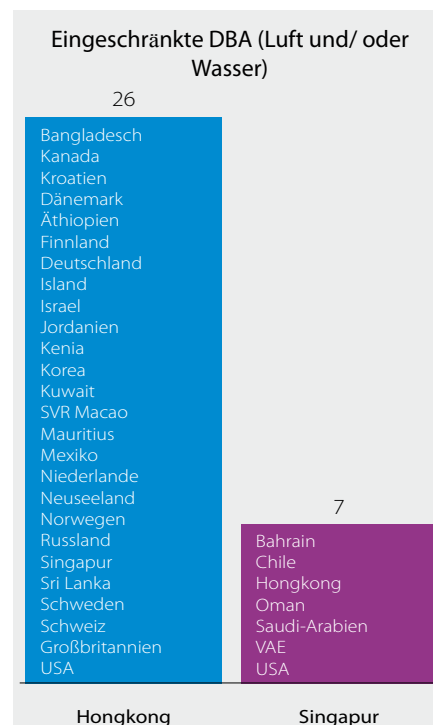 Eingeschränkte DBA (Luft und/ oder
Wasser)
26
Bangladesch
Kanada
Kroatien
Dänemark
Äthiopien
Finnland
Deutschland
Island
Israel
Jordanien
Kenia
Korea
Kuwait
SVR Macao
Mauritius
Mexiko
Niederlande
Neuseeland
Norwegen
Russland
Singapur
Sri Lanka
Schweden
Schweiz
Großbritannien
USA
Hongkong
7
Bahrain
Chile
Hongkong
Oman
Saudi-Arabien
VAE
USA
Singapur